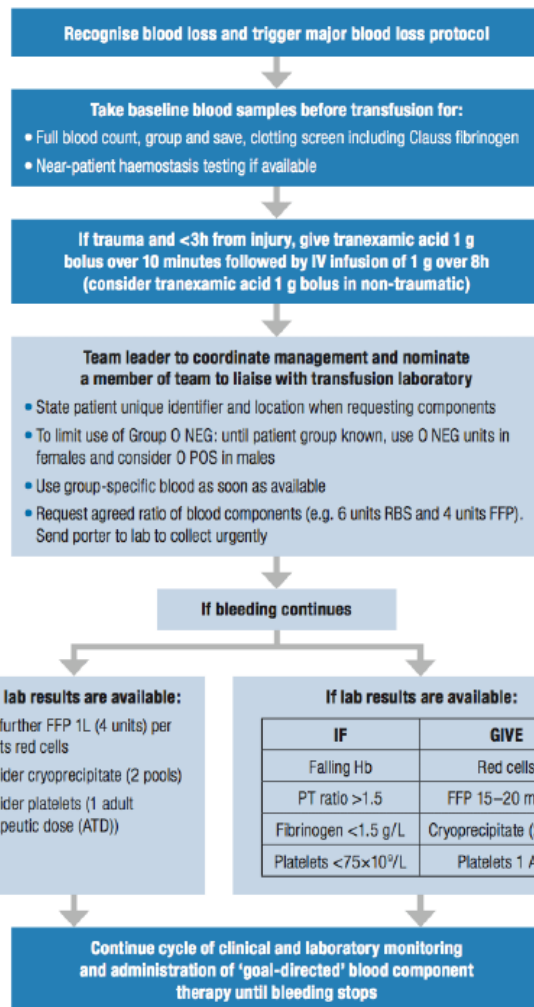 Recognise blood loss and trigger major blood loss protocol
Take baseline blood samples before transfusion for:
• Full blood count, group and save, clotting screen including Clauss fibrinogen
• Near-patient haemostasis testing if available
If trauma and <3h from injury, give tranexamic acid 1 g
bolus over 10 minutes followed by IV infusion of 1 g over 8h
(consider tranexamic acid 1 g bolus in non-traumatic)
Team leader to coordinate management and nominate
a member of team to liaise with transfusion laboratory
• State patient unique identifier and location when requesting components
• To limit use of Group O NEG: until patient group known, use O NEG units in
females and consider O POS in males
• Use group-specific blood as soon as available
• Request agreed ratio of blood components (e.g. 6 units RBS and 4 units FFP).
Send porter to lab to collect urgently
If bleeding continues
lab results are available:
further FFP 1L (4 units) per
red cells
cryoprecipitate (2 pools)
platelets (1 adult
dose (ATD))
If lab results are available:
IF GIVE
Falling Hb Red cells
PT ratio >1.5 FFP 15–20
Fibrinogen <1.5 g/L Cryoprecipitate
Platelets <75×10⁹/L Platelets 1
Continue cycle of clinical and laboratory monitoring
and administration of ‘goal-directed’ blood component
therapy until bleeding stops